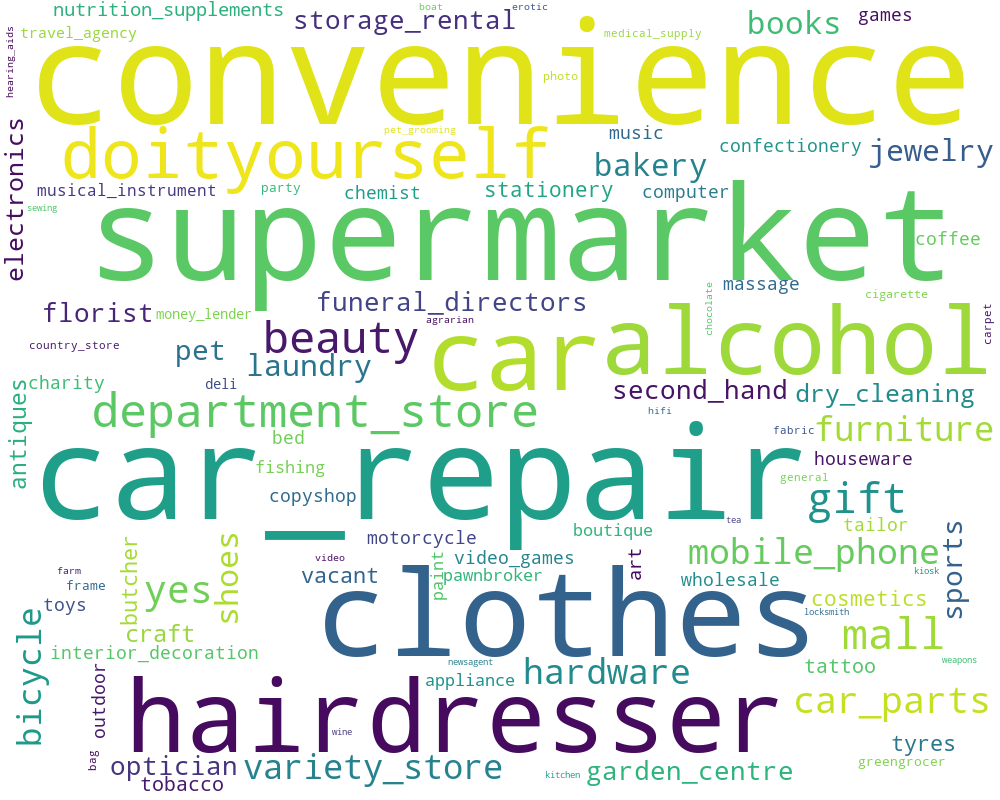 nutrition_supplements
boat
erotic
storage_rental
books
games
travel_agency
medical_supply
hearing_aids
convenience
photo
pet_grooming
doityourself
music
confectionery
jewelry
electronics
bakery
musical_instrument
party
chemist
stationery
computer
sewing
supermarket
coffee
massage
cigarette
chocolate
funeral_directors
florist
money_lender
agrarian
carpet
country_store
beauty
car
alcohol
pet
laundry
deli
charity
second_hand
dry_cleaning
antiques
department_store
hifi
fabric
furniture
bed
houseware
fishing
general
car_repair
copyshop
gift
tea
tailor
motorcycle
boutique
sports
butcher
shoes
video
video_games
art
mobile_phone
farm
frame
yes
vacant
paint
pawnbroker
wholesale
kiosk
toys
clothes
cosmetics
locksmith
bicycle
craft
mall
interior_decoration
newsagent
hardware
tattoo
weapons
outdoor
appliance
hairdresser
car_parts
wine
tyres
bag
optician
variety_store
kitchen
garden_centre
greengrocer
tobacco